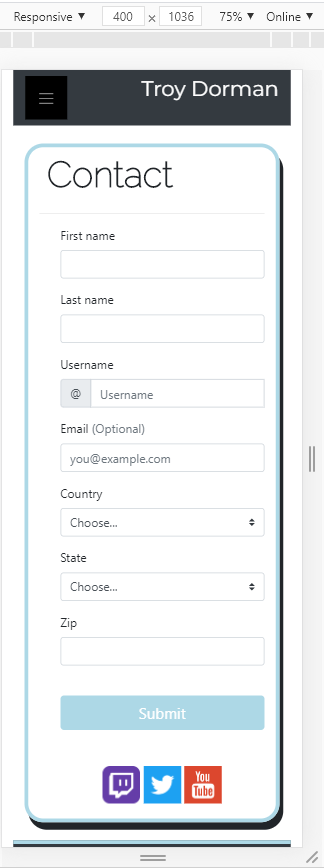 Responsive ▼ 400 × 1036 75% ▼ Online ▼
Troy Dorman
Contact
First name
Last name
Username
@ Username
Email (Optional)
you@example.com
Country
Choose...
State
Choose...
Zip
Submit
You
Tube